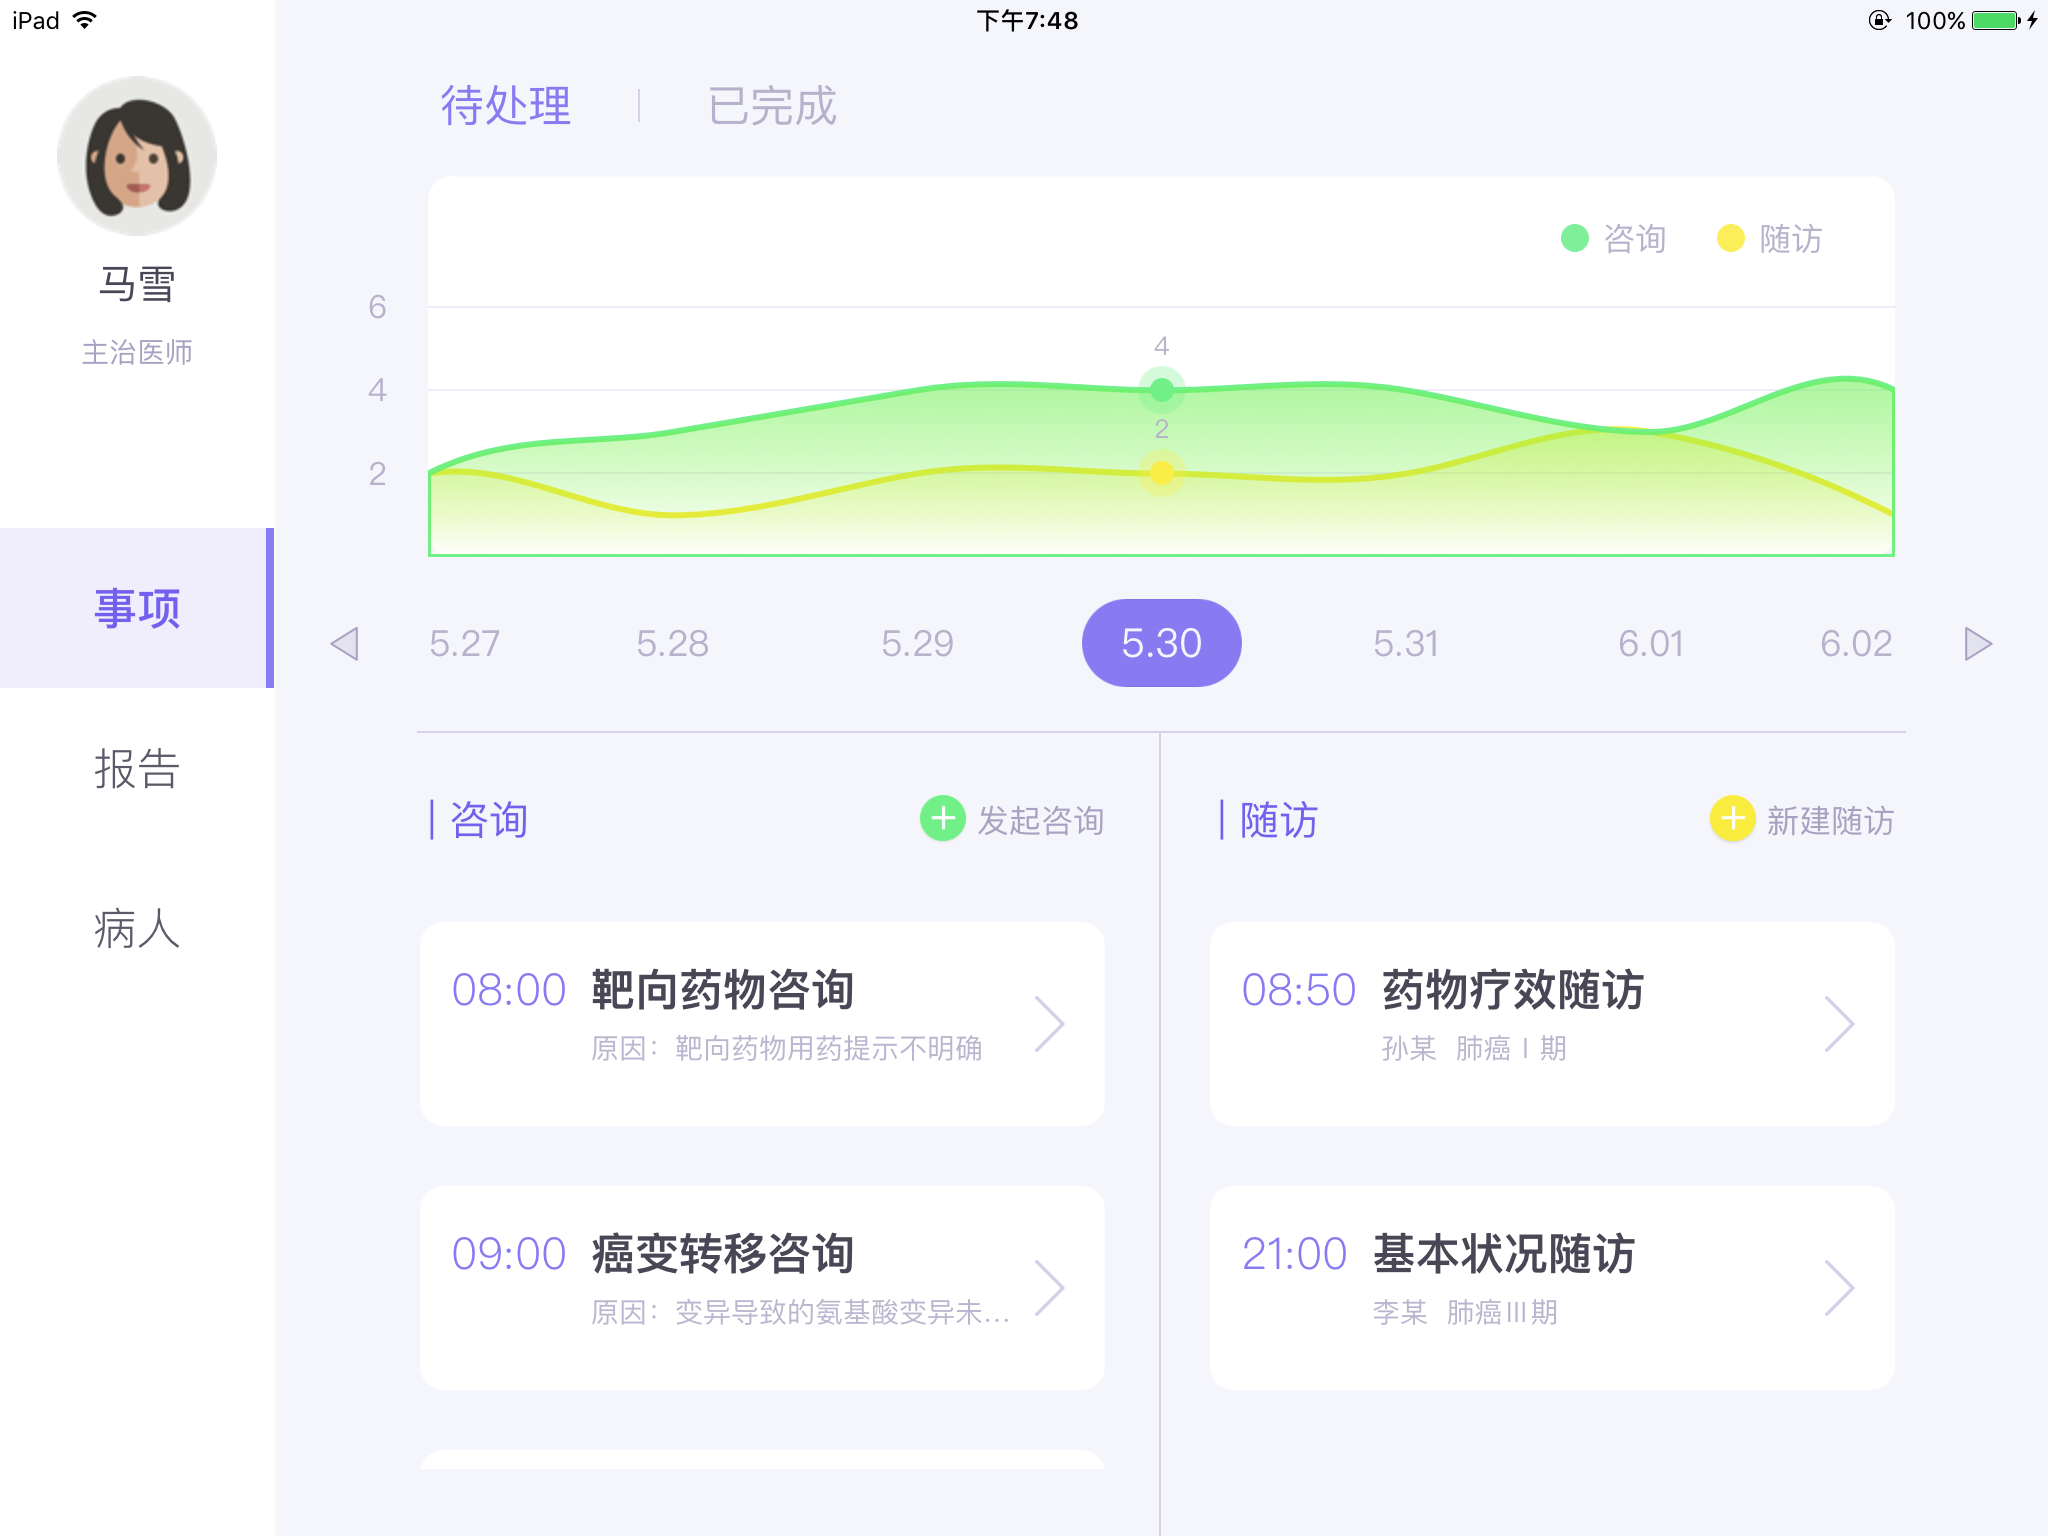 iPad 下午7:48 100%
马雪
主治医师
事项
报告
病人
待处理 已完成
咨询 随访
6
4
2
4
2
5.27 5.28 5.29 5.30 5.31 6.01 6.02
咨询 发起咨询
08:00 靶向药物咨询
原因：靶向药物用药提示不明确
09:00 癌变转移咨询
原因：变异导致的氨基酸变异未...
随访 新建随访
08:50 药物疗效随访
孙某 肺癌Ⅰ期
21:00 基本状况随访
李某 肺癌Ⅲ期